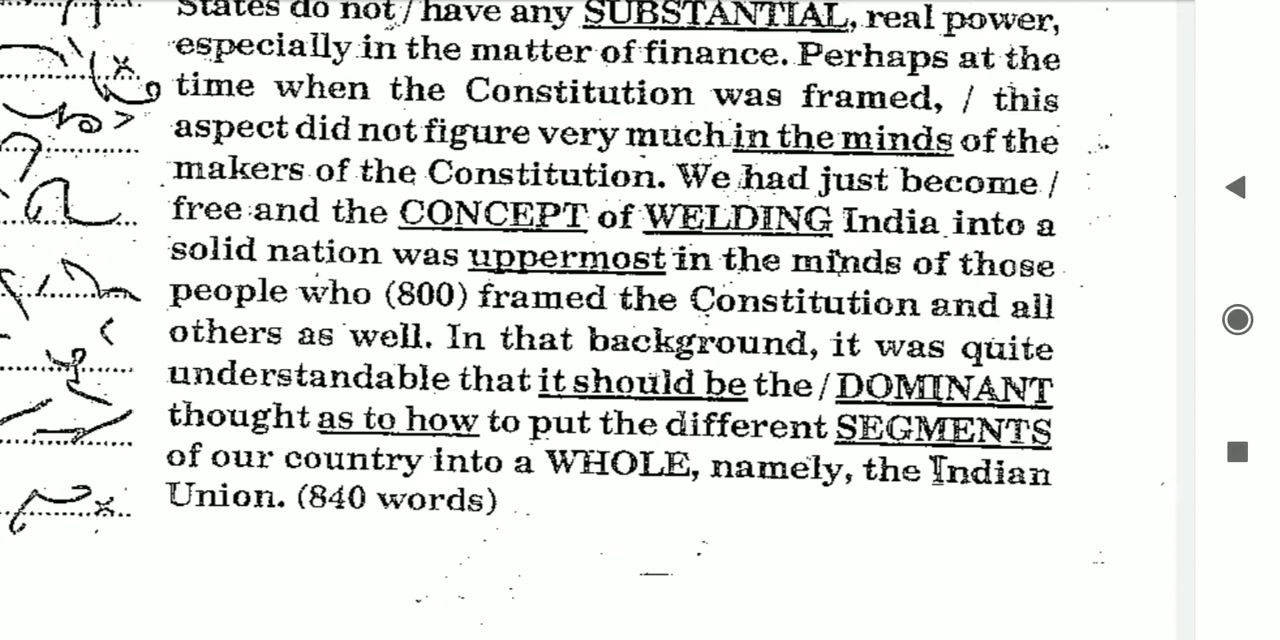 States do not / have any SUBSTANTIAL, real power,
especially in the matter of finance. Perhaps at the
time when the Constitution was framed, / this
aspect did not figure very much in the minds of the
makers of the Constitution. We had just become /
free and the CONCEPT of WELDING India into a
solid nation was uppermost in the minds of those
people who (800) framed the Constitution and all
others as well. In that background, it was quite
understandable that it should be the / DOMINANT
thought as to how to put the different SEGMENTS
of our country into a WHOLE, namely, the Indian
Union. (840 words)